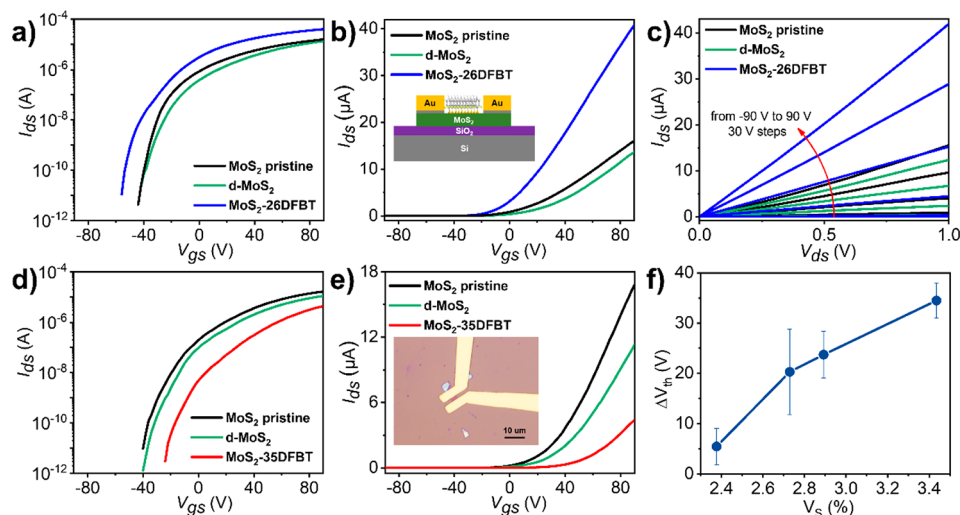 a)
10⁻⁴
10⁻⁶
10⁻⁸
10⁻¹⁰
10⁻¹²
I_ds (A)
MoS₂ pristine
d-MoS₂
MoS₂-26DFBT
-80 -40 0 40 80
V_gs (V)
b)
40
30
20
10
0
I_ds (µA)
MoS₂ pristine
d-MoS₂
MoS₂-26DFBT
Au Au
MoS₂
SiO₂
Si
-80 -40 0 40 80
V_gs (V)
c)
40
30
20
10
0
I_ds (µA)
MoS₂ pristine
d-MoS₂
MoS₂-26DFBT
from -90 V to 90 V
30 V steps
0.0 0.5 1.0
V_ds (V)
d)
10⁻⁴
10⁻⁶
10⁻⁸
10⁻¹⁰
10⁻¹²
I_ds (A)
MoS₂ pristine
d-MoS₂
MoS₂-35DFBT
-80 -40 0 40 80
V_gs (V)
e)
18
12
6
0
I_ds (µA)
MoS₂ pristine
d-MoS₂
MoS₂-35DFBT
10 um
-80 -40 0 40 80
V_gs (V)
f)
40
30
20
10
0
ΔV_th (V)
2.4 2.6 2.8 3.0 3.2 3.4
V_S (%)